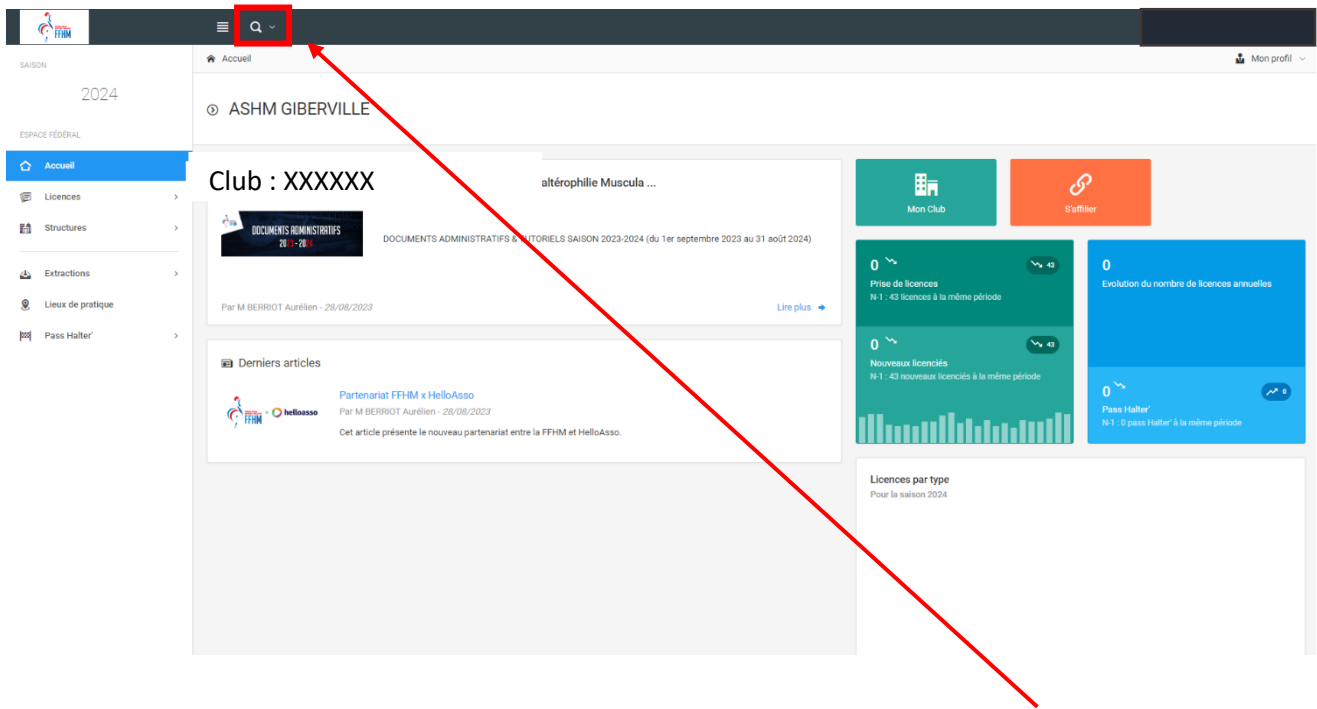 FFHM
SAISON
2024
ESPACE FÉDÉRAL
Accueil
Licences
Structures
Extractions
Lieux de pratique
Pass Halter'
Accueil
Mon profil
ASHM GIBERVILLE
Club : XXXXXX
altérophilie Muscula ...
DOCUMENTS ADMINISTRATIFS
2023-2024
DOCUMENTS ADMINISTRATIFS & TUTORIELS SAISON 2023-2024 (du 1er septembre 2023 au 31 août 2024)
Par M BERRIOT Aurélien - 28/08/2023
Lire plus
Derniers articles
FFHM
helloasso
Partenariat FFHM x HelloAsso
Par M BERRIOT Aurélien - 28/08/2023
Cet article présente le nouveau partenariat entre la FFHM et HelloAsso.
Mon Club
S'affilier
0
43
Prise de licences
N-1 : 43 licences à la même période
0
43
Nouveaux licenciés
N-1 : 43 nouveaux licenciés à la même période
0
Evolution du nombre de licences annuelles
0
0
Pass Halter'
N-1 : 0 pass Halter' à la même période
Licences par type
Pour la saison 2024